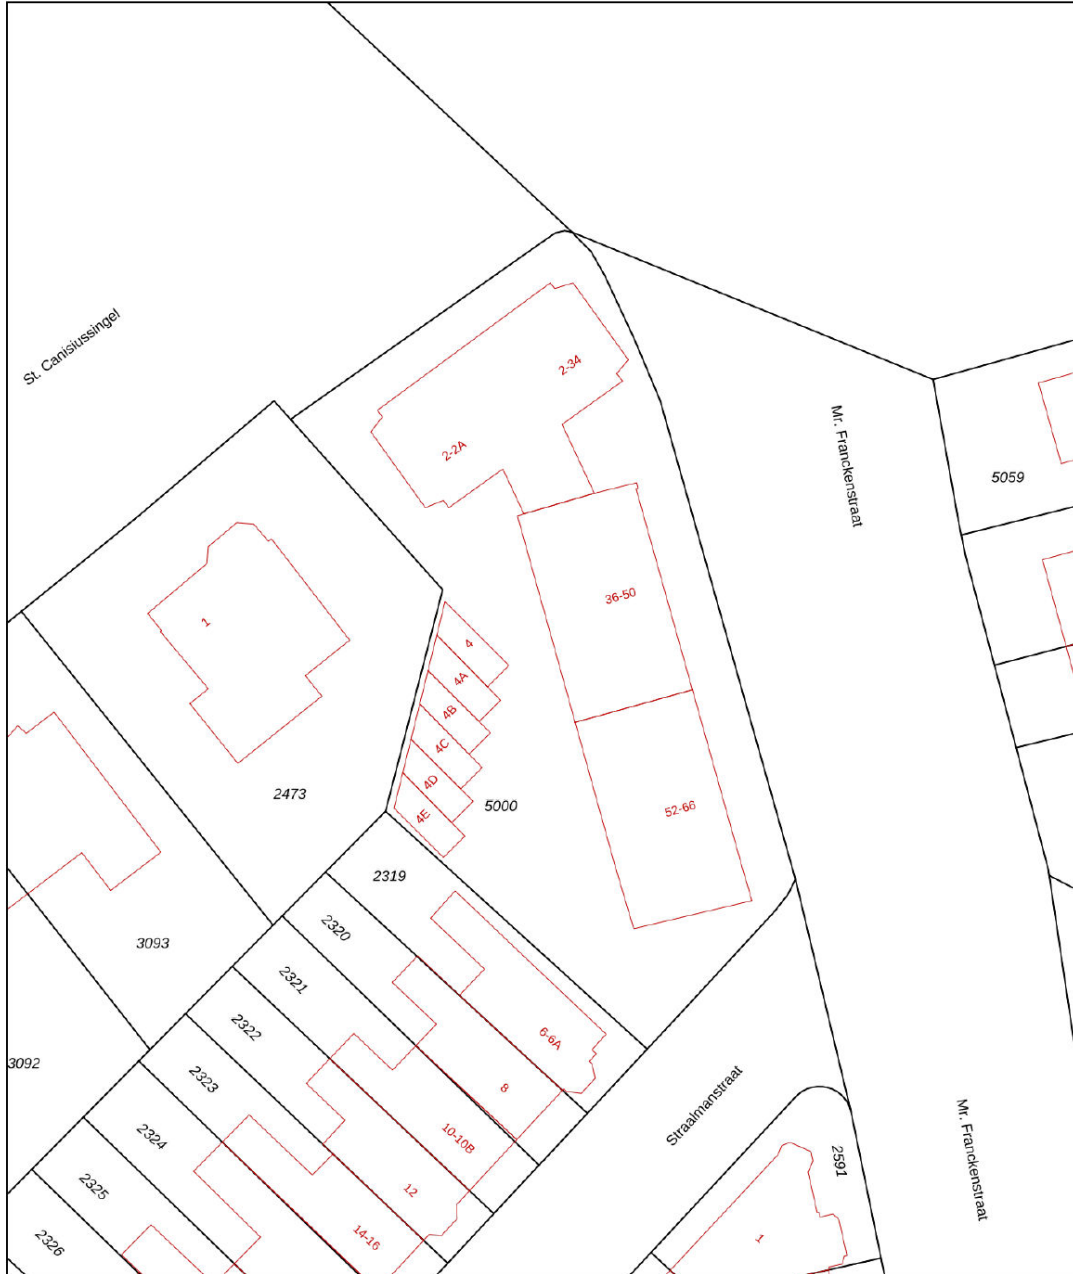 St. Canisiussingel
2-34
2-2A
Mr. Franckenstraat
5059
36-50
1
4
4A
4B
4C
4D
4E
2473
5000
52-66
2319
2320
3093
2321
2322
6-6A
3092
2323
8
Straalmanstraat
2324
10-10B
2591
Mr. Franckenstraat
2325
12
2326
14-16
1